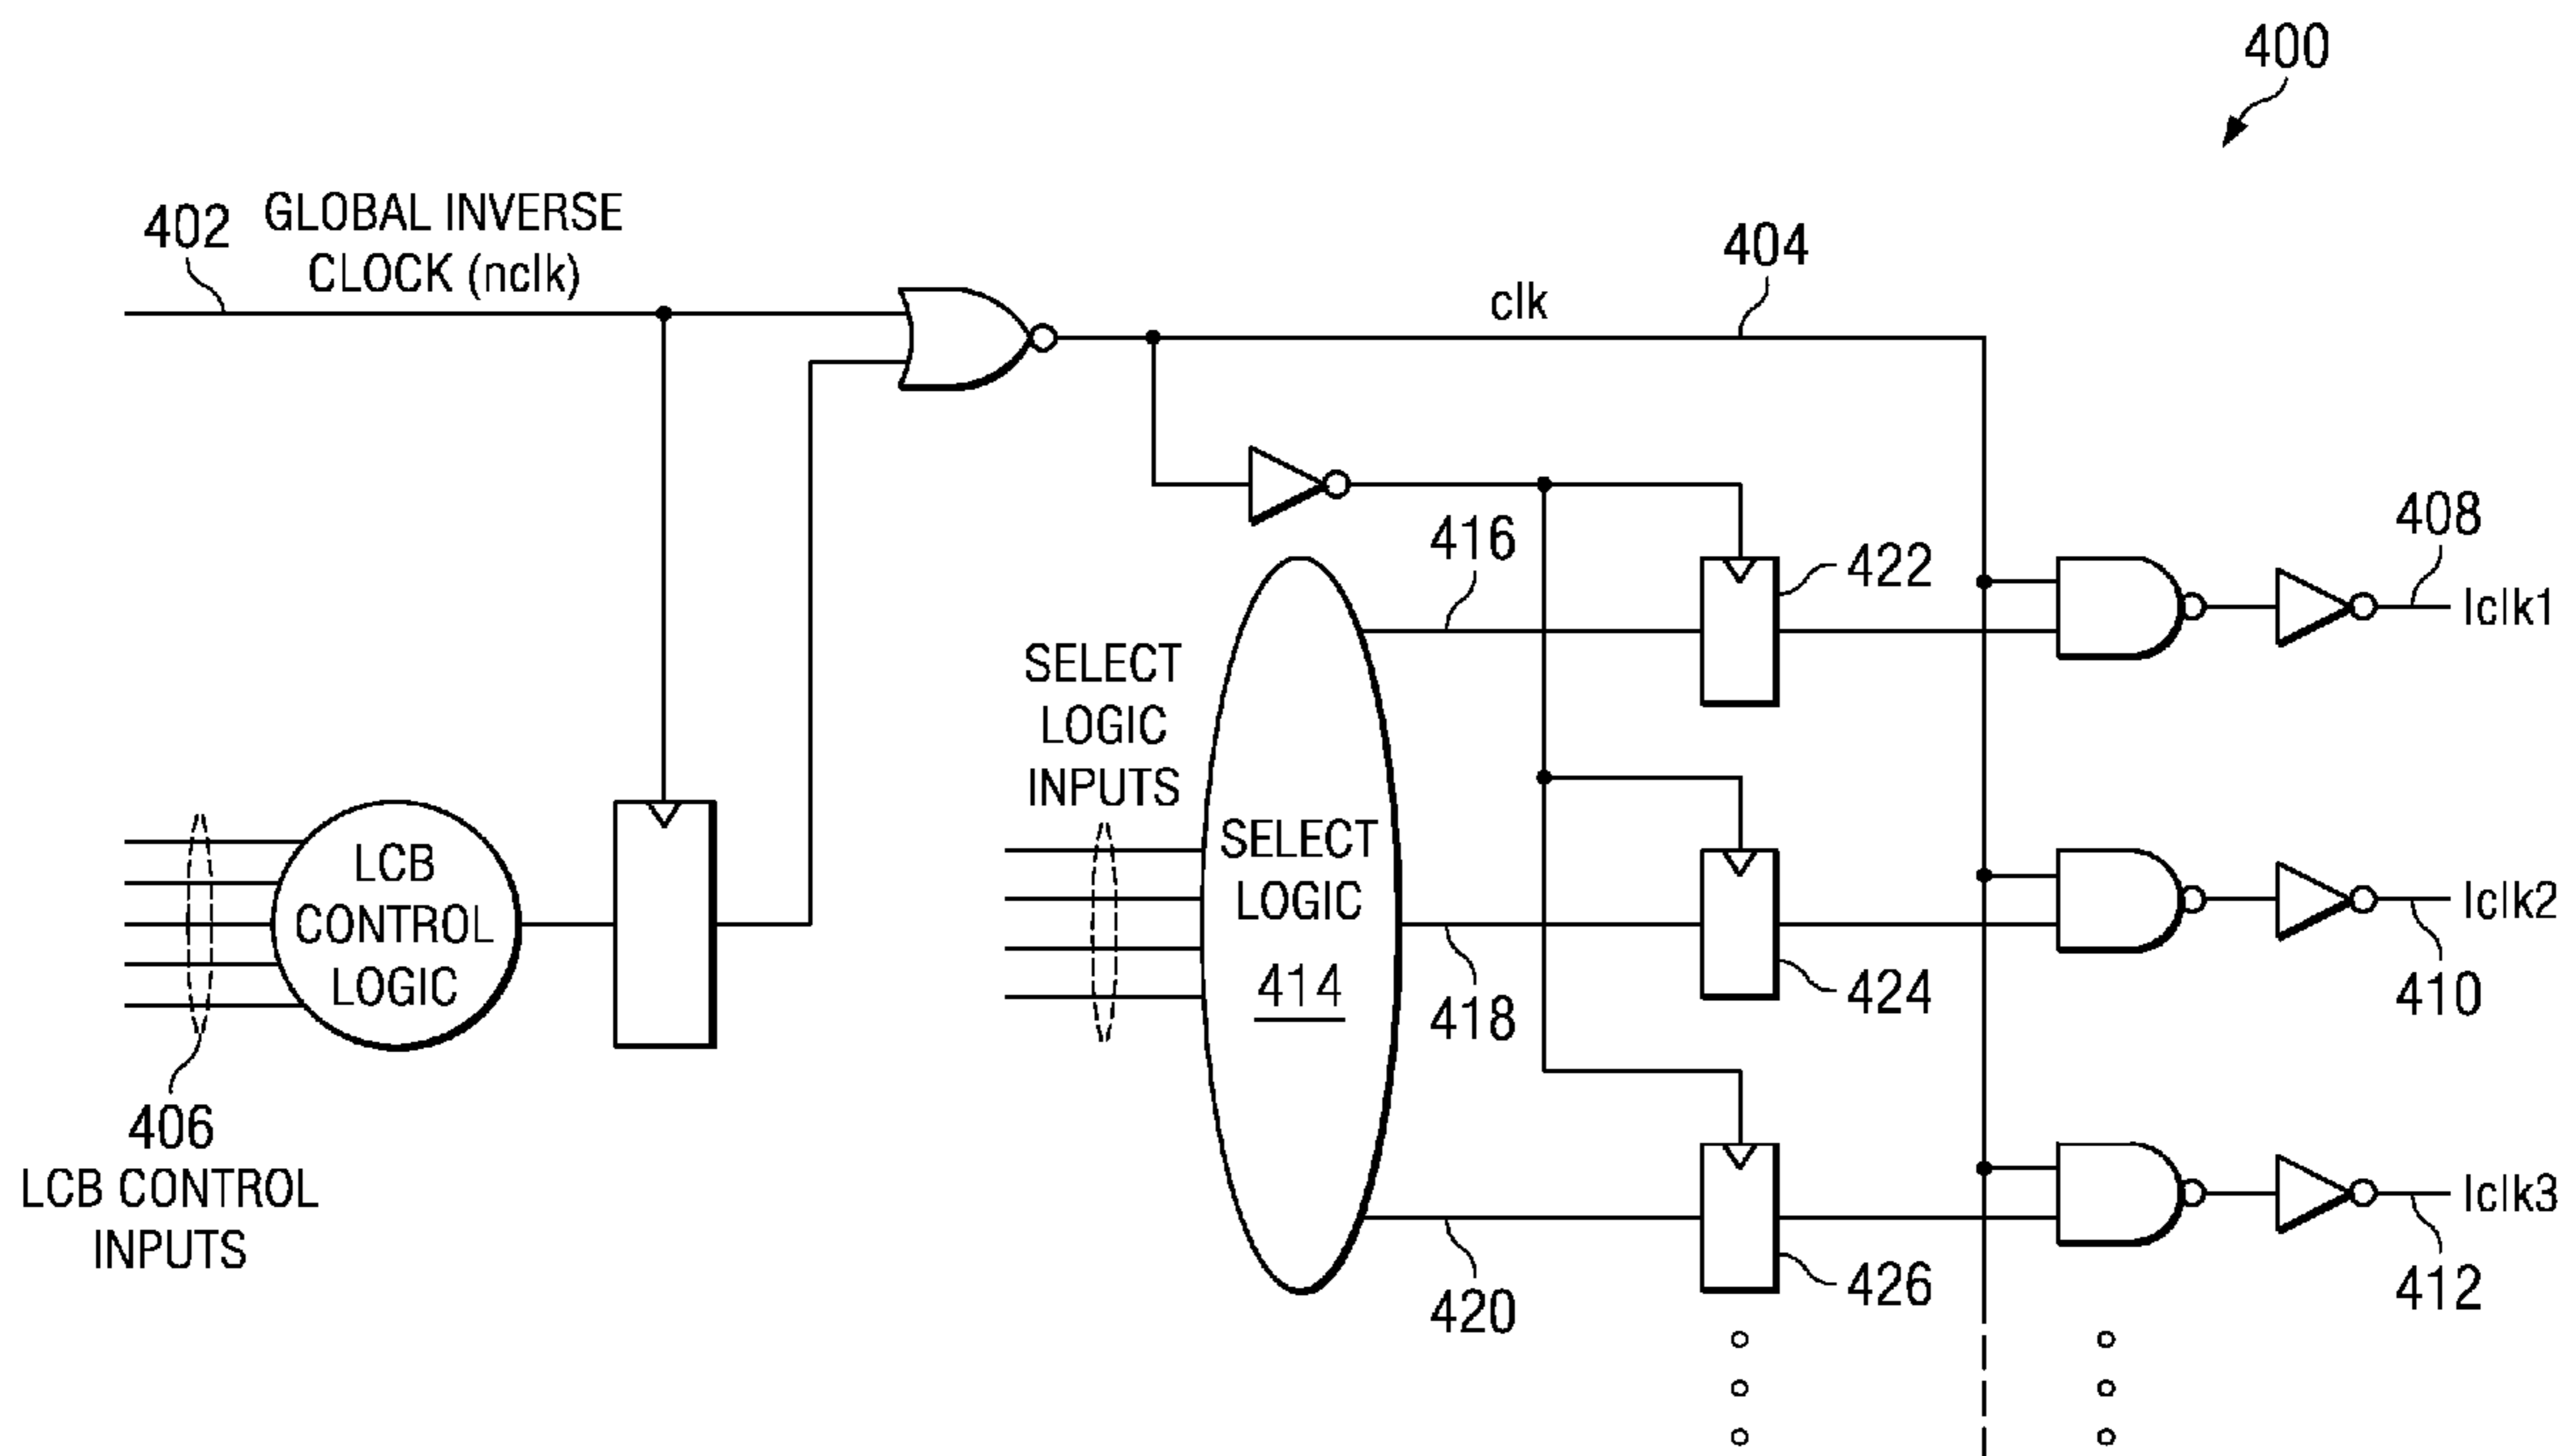 400
402
GLOBAL INVERSE
CLOCK (nclk)
404
clk
416
422
408
lclk1
SELECT
LOGIC
INPUTS
SELECT
LOGIC
414
LCB
CONTROL
LOGIC
406
LCB CONTROL
INPUTS
418
424
lclk2
410
420
426
lclk3
412